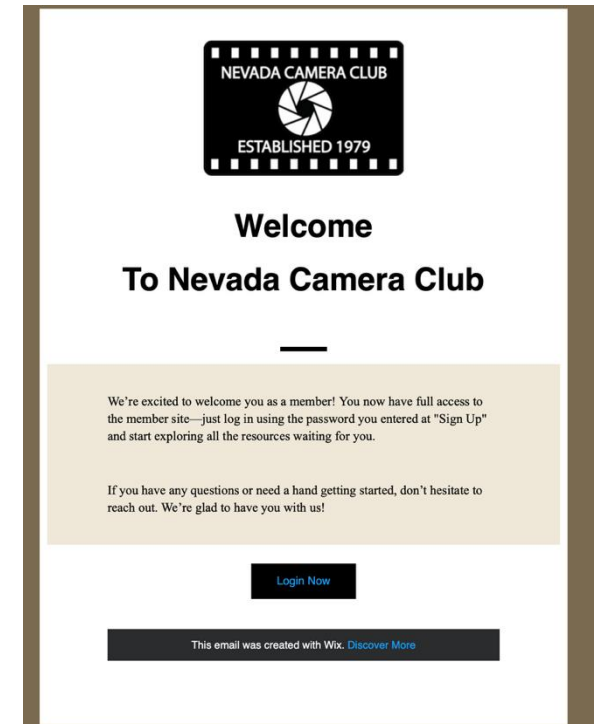 NEVADA CAMERA CLUB
ESTABLISHED 1979
Welcome
To Nevada Camera Club
We’re excited to welcome you as a member! You now have full access to
the member site—just log in using the password you entered at "Sign Up"
and start exploring all the resources waiting for you.
If you have any questions or need a hand getting started, don’t hesitate to
reach out. We’re glad to have you with us!
Login Now
This email was created with Wix. Discover More